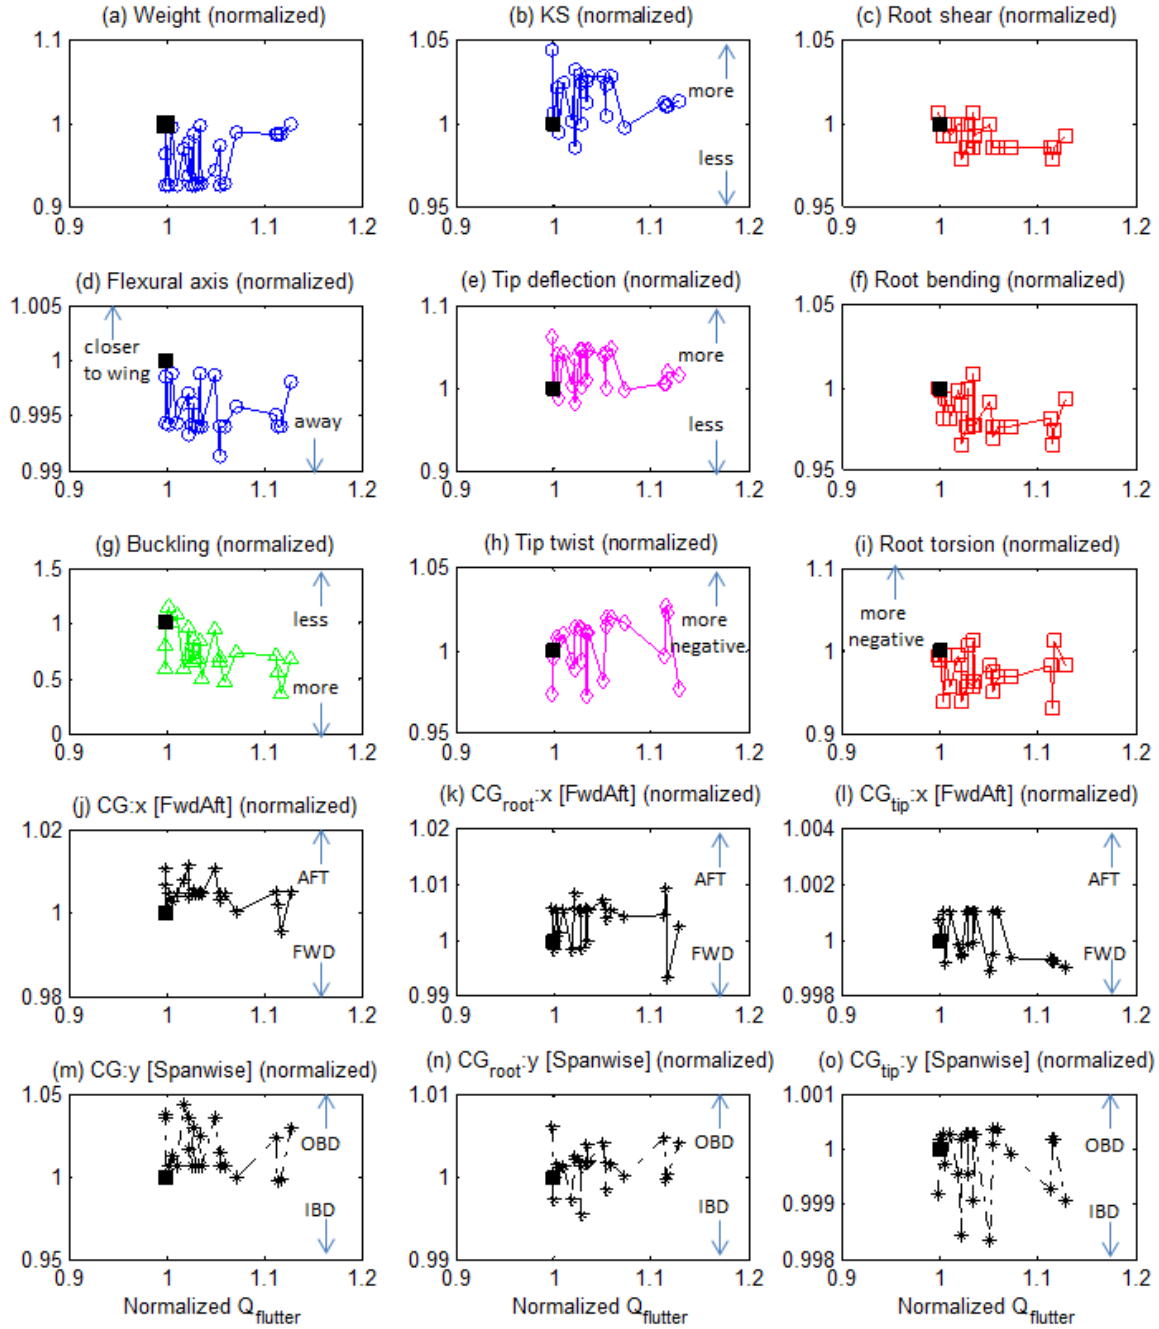 (a) Weight (normalized)
(b) KS (normalized)
(c) Root shear (normalized)
1.1
1
0.9
0.9
1
1.1
1.2
1.05
1
0.95
more
less
0.9
1
1.1
1.2
1.05
1
0.95
0.9
1
1.1
1.2
(d) Flexural axis (normalized)
(e) Tip deflection (normalized)
(f) Root bending (normalized)
1.005
1
0.995
0.99
closer
to wing
away
0.9
1
1.1
1.2
1.1
1
0.9
more
less
0.9
1
1.1
1.2
1.05
1
0.95
0.9
1
1.1
1.2
(g) Buckling (normalized)
(h) Tip twist (normalized)
(i) Root torsion (normalized)
1.5
1
0.5
0
less
more
0.9
1
1.1
1.2
1.05
1
0.95
more
negative
0.9
1
1.1
1.2
1.1
1
0.9
more
negative
0.9
1
1.1
1.2
(j) CG:x [FwdAft] (normalized)
(k) CGroot:x [FwdAft] (normalized)
(l) CGtip:x [FwdAft] (normalized)
1.02
1
0.98
AFT
FWD
0.9
1
1.1
1.2
1.02
1.01
1
0.99
AFT
FWD
0.9
1
1.1
1.2
1.004
1.002
1
0.998
AFT
FWD
0.9
1
1.1
1.2
(m) CG:y [Spanwise] (normalized)
(n) CGroot:y [Spanwise] (normalized)
(o) CGtip:y [Spanwise] (normalized)
1.05
1
0.95
OBD
IBD
0.9
1
1.1
1.2
Normalized Qflutter
1.01
1
0.99
OBD
IBD
0.9
1
1.1
1.2
Normalized Qflutter
1.001
1
0.999
0.998
OBD
IBD
0.9
1
1.1
1.2
Normalized Qflutter